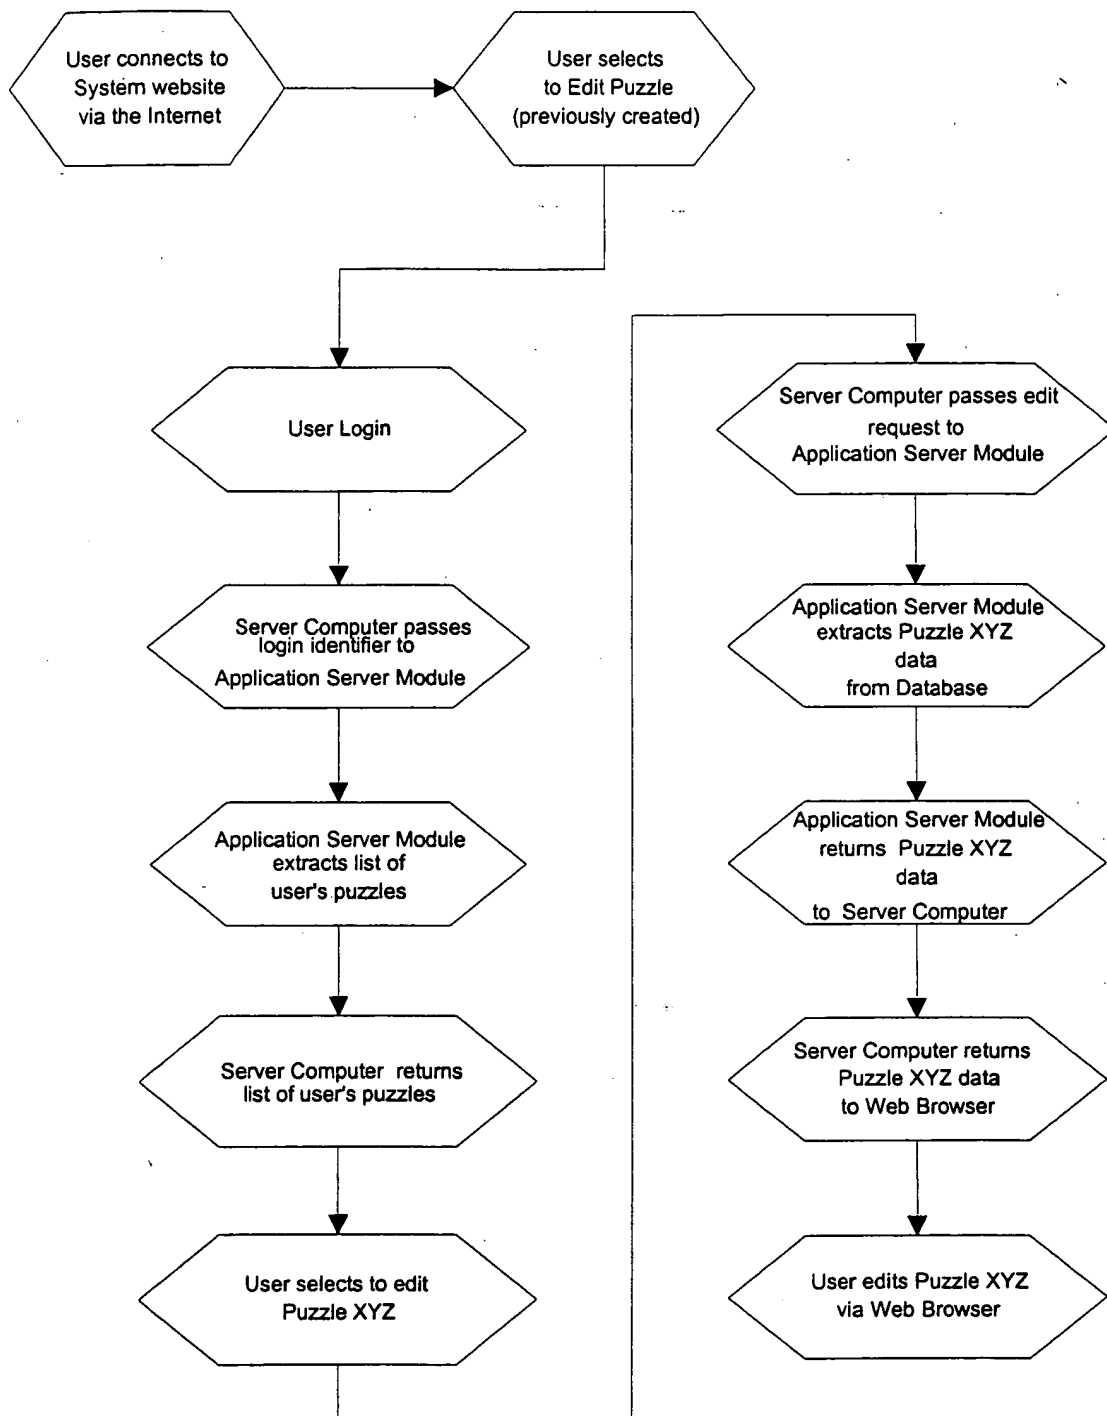 User connects to
System website
via the Internet
User selects
to Edit Puzzle
(previously created)
User Login
Server Computer passes
login identifier to
Application Server Module
Application Server Module
extracts list of
user's puzzles
Server Computer returns
list of user's puzzles
User selects to edit
Puzzle XYZ
Server Computer passes edit
request to
Application Server Module
Application Server Module
extracts Puzzle XYZ
data
from Database
Application Server Module
returns Puzzle XYZ
data
to Server Computer
Server Computer returns
Puzzle XYZ data
to Web Browser
User edits Puzzle XYZ
via Web Browser